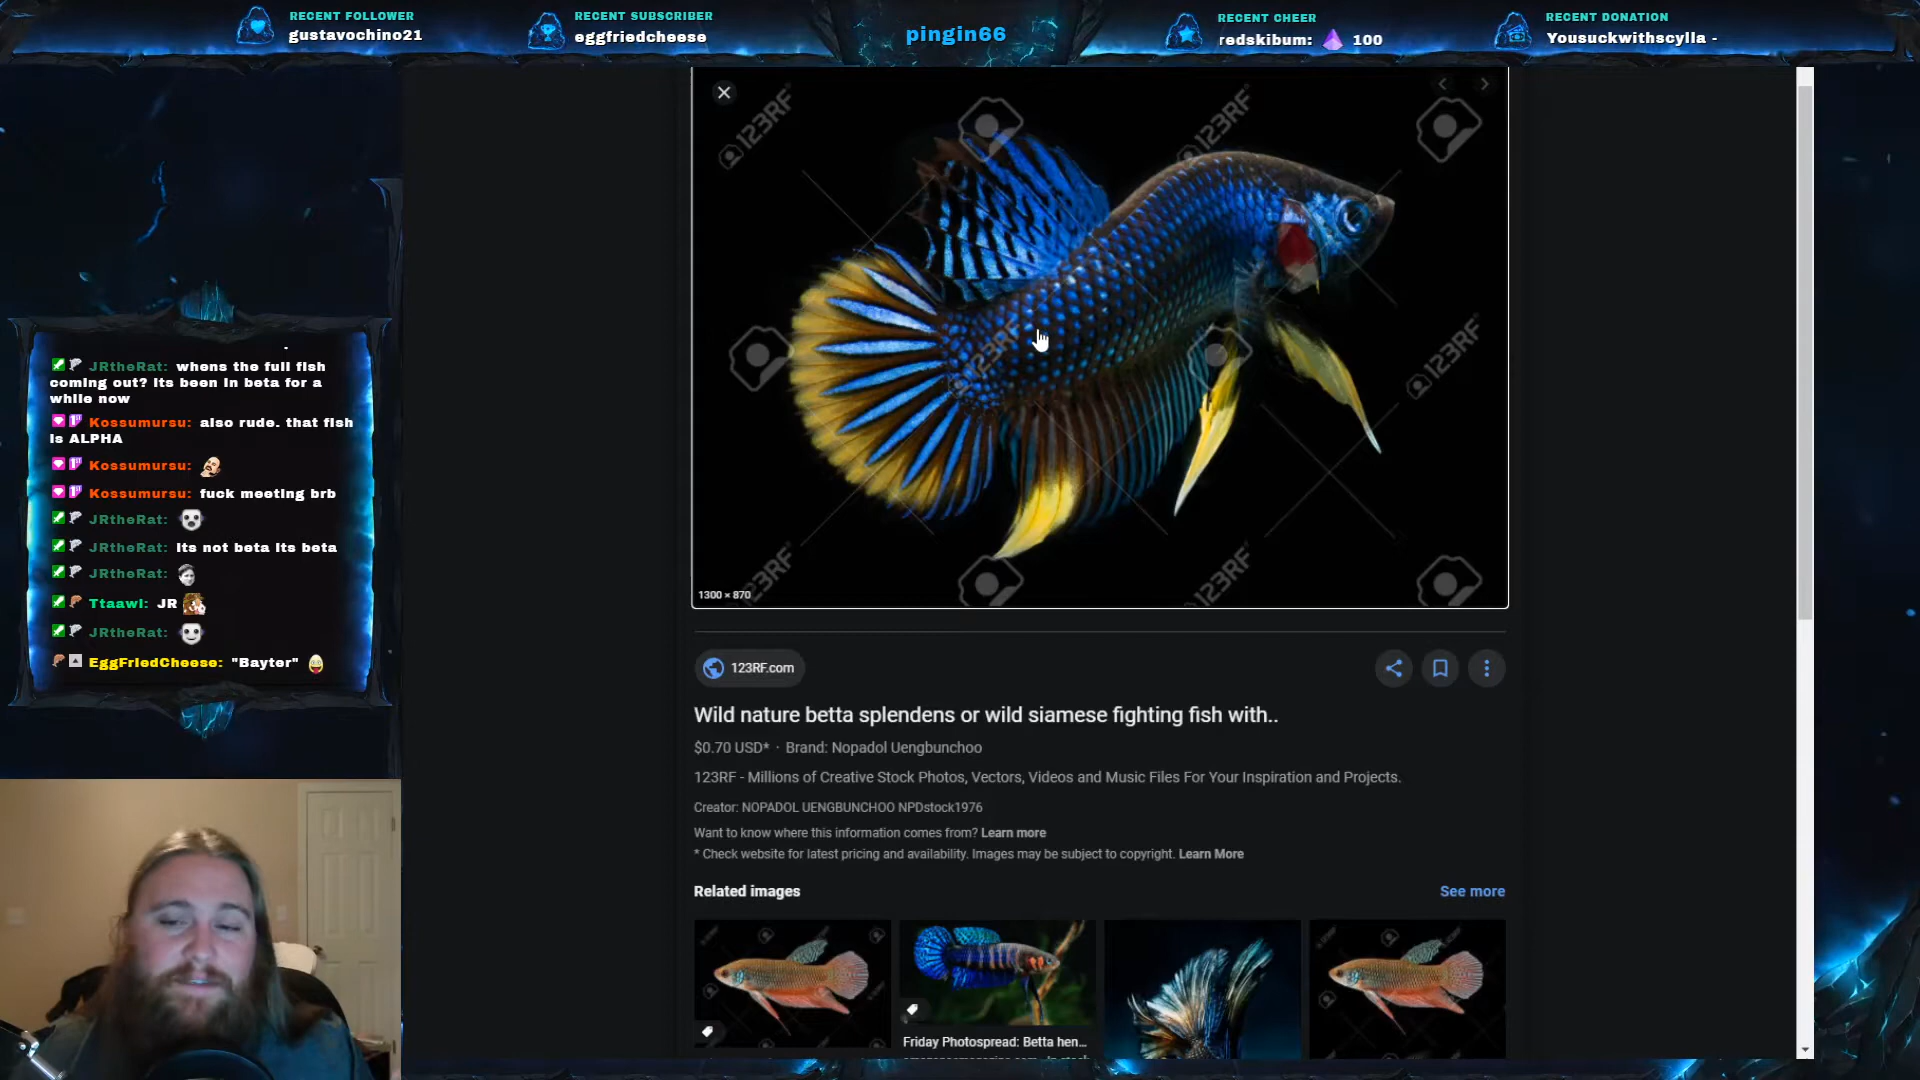 RECENT FOLLOWER
gustavochino21
RECENT SUBSCRIBER
eggfriedcheese
pingin66
RECENT CHEER
redskibum: 100
RECENT DONATION
Yousuckwithscylla -
JRtheRat: whens the full fish
coming out? Its been in beta for a
while now
Kossumursu: also rude. that fish
is ALPHA
Kossumursu:
Kossumursu: fuck meeting brb
JRtheRat:
JRtheRat: Its not beta its beta
JRtheRat:
Ttaawi: JR
JRtheRat:
EggFriedCheese: "Bayter"
123RF
123RF
123RF
123RF
123RF
123RF
1300 × 870
123RF.com
Wild nature betta splendens or wild siamese fighting fish with..
$0.70 USD* · Brand: Nopadol Uengbunchoo
123RF - Millions of Creative Stock Photos, Vectors, Videos and Music Files For Your Inspiration and Projects.
Creator: NOPADOL UENGBUNCHOO NPDstock1976
Want to know where this information comes from? Learn more
* Check website for latest pricing and availability. Images may be subject to copyright. Learn More
Related images
See more
Friday Photospread: Betta hen...